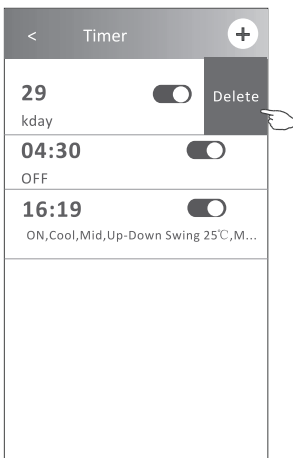 < Timer +
29 Delete
kday
04:30
OFF
16:19
ON,Cool,Mid,Up-Down Swing 25℃,M...